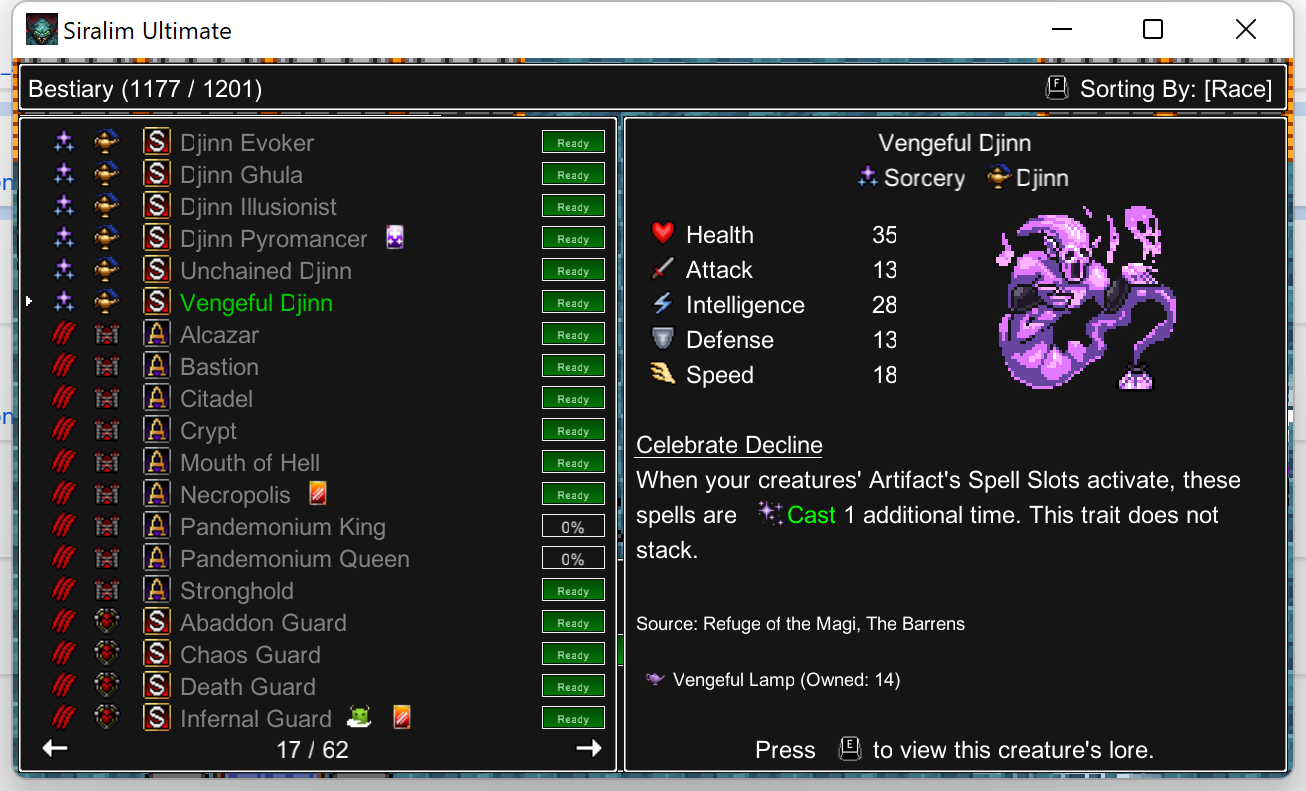 Siralim Ultimate
Bestiary (1177 / 1201)
F Sorting By: [Race]
S Djinn Evoker Ready
S Djinn Ghula Ready
S Djinn Illusionist Ready
S Djinn Pyromancer Ready
S Unchained Djinn Ready
S Vengeful Djinn Ready
A Alcazar Ready
A Bastion Ready
A Citadel Ready
A Crypt Ready
A Mouth of Hell Ready
A Necropolis Ready
A Pandemonium King 0%
A Pandemonium Queen 0%
A Stronghold Ready
S Abaddon Guard Ready
S Chaos Guard Ready
S Death Guard Ready
S Infernal Guard Ready
17 / 62
Vengeful Djinn
Sorcery Djinn
Health 35
Attack 13
Intelligence 28
Defense 13
Speed 18
Celebrate Decline
When your creatures' Artifact's Spell Slots activate, these
spells are Cast 1 additional time. This trait does not
stack.
Source: Refuge of the Magi, The Barrens
Vengeful Lamp (Owned: 14)
Press E to view this creature's lore.